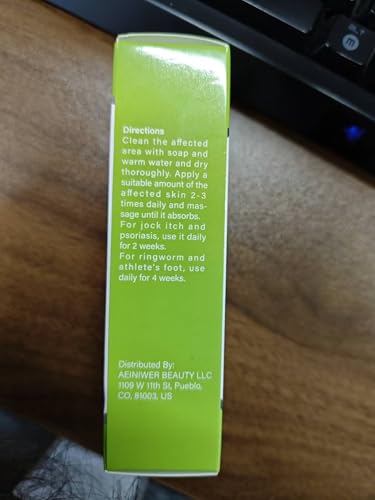 Directions
Clean the affected
area with soap and
warm water and dry
thoroughly. Apply a
suitable amount of the
affected skin 2-3
times daily and mas-
sage until it absorbs.
For jock itch and
psoriasis, use it daily
for 2 weeks.
For ringworm and
athlete's foot, use
daily for 4 weeks.
Distributed By:
AEINIWER BEAUTY LLC
1109 W 11th St, Pueblo,
CO, 81003, US